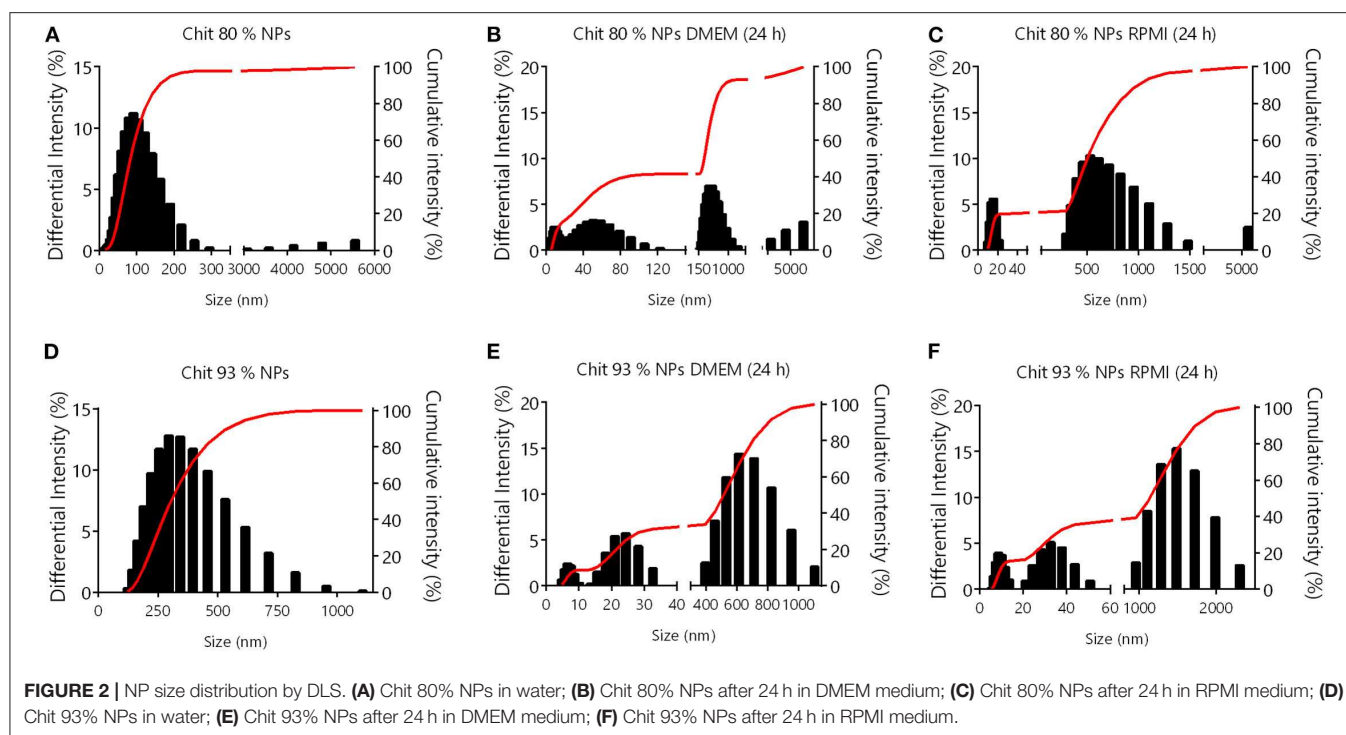 A
Chit 80 % NPs
Differential Intensity (%)
15
10
5
0
100
80
60
40
20
0
Cumulative intensity (%)
0 100 200 300 3000 4000 5000 6000
Size (nm)
B
Chit 80 % NPs DMEM (24 h)
Differential Intensity (%)
20
15
10
5
0
100
80
60
40
20
0
Cumulative intensity (%)
0 40 80 120 150 1000 5000
Size (nm)
C
Chit 80 % NPs RPMI (24 h)
Differential Intensity (%)
20
15
10
5
0
100
80
60
40
20
0
Cumulative intensity (%)
0 20 40 500 1000 1500 5000
Size (nm)
D
Chit 93 % NPs
Differential Intensity (%)
15
10
5
0
100
80
60
40
20
0
Cumulative intensity (%)
250 500 750 1000
Size (nm)
E
Chit 93 % NPs DMEM (24 h)
Differential Intensity (%)
20
15
10
5
0
100
80
60
40
20
0
Cumulative intensity (%)
0 10 20 30 40 400 600 800 1000
Size (nm)
F
Chit 93 % NPs RPMI (24 h)
Differential Intensity (%)
20
15
10
5
0
100
80
60
40
20
0
Cumulative intensity (%)
0 20 40 60 1000 2000
Size (nm)
FIGURE 2 | NP size distribution by DLS. (A) Chit 80% NPs in water; (B) Chit 80% NPs after 24 h in DMEM medium; (C) Chit 80% NPs after 24 h in RPMI medium; (D)
Chit 93% NPs in water; (E) Chit 93% NPs after 24 h in DMEM medium; (F) Chit 93% NPs after 24 h in RPMI medium.